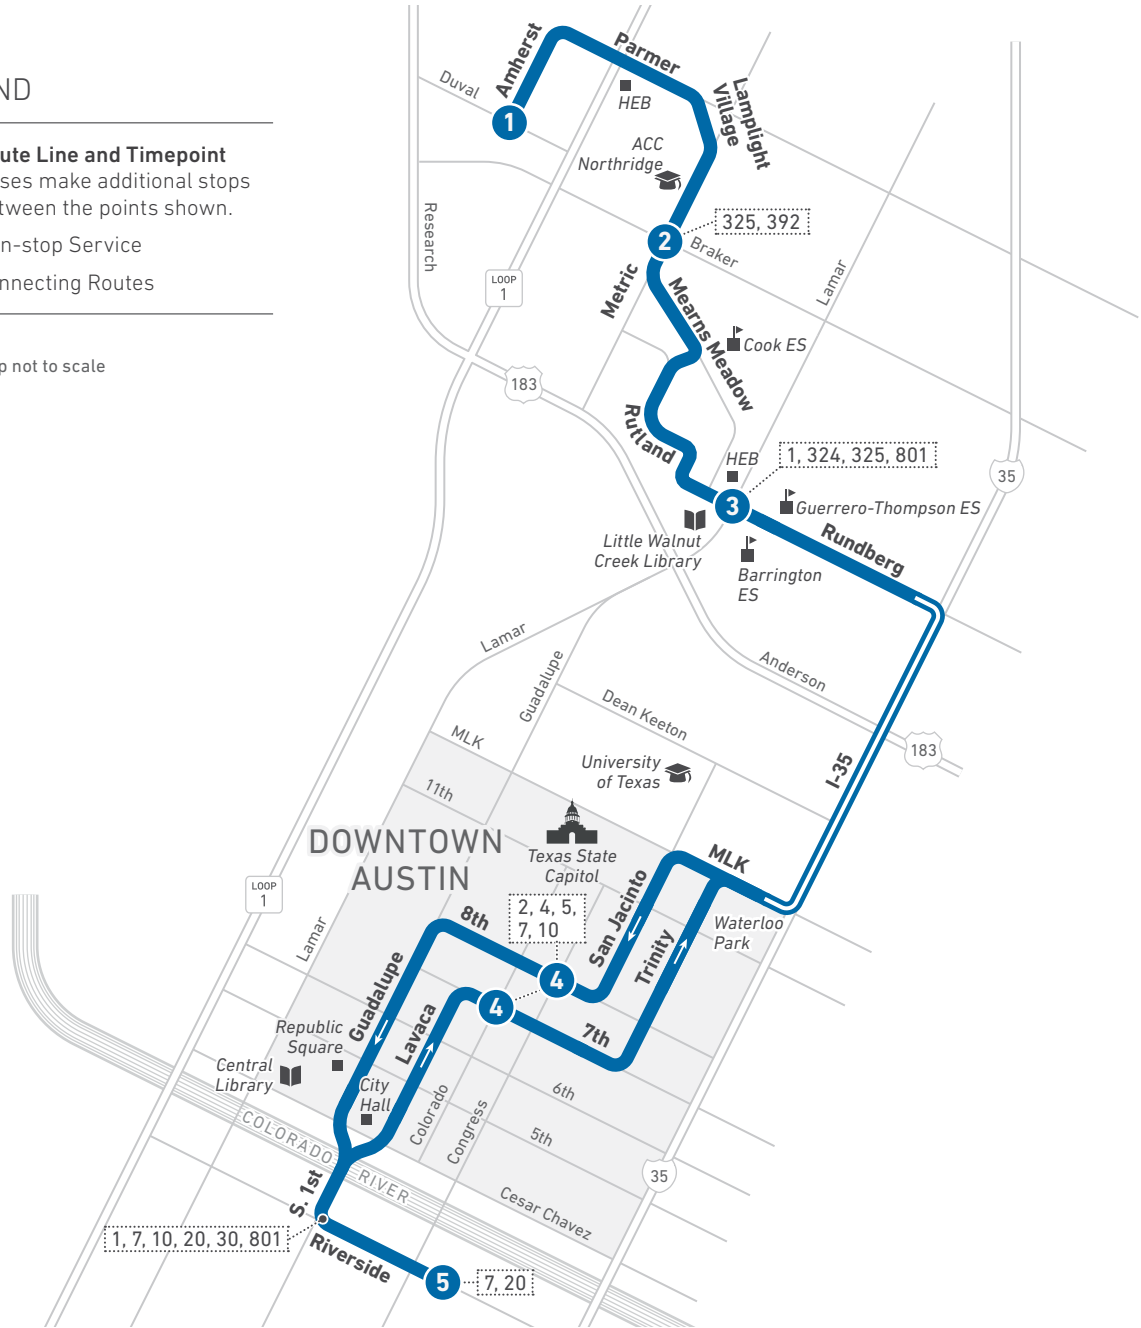 ND
ute Line and Timepoint
ses make additional stops
tween the points shown.
n-stop Service
nnecting Routes
p not to scale
Amherst
Parmer
Duval
1
HEB
Lamplight
Village
ACC
Northridge
325, 392
2
Braker
Research
LOOP
1
Metric
Mearns Meadow
Lamar
Cook ES
183
Rutland
HEB
1, 324, 325, 801
35
3
Guerrero-Thompson ES
Little Walnut
Creek Library
Rundberg
Barrington
ES
Lamar
Guadalupe
Anderson
Dean Keeton
MLK
183
University
of Texas
I-35
11th
DOWNTOWN
AUSTIN
Texas State
Capitol
MLK
LOOP
1
2, 4, 5,
7, 10
8th
San Jacinto
Trinity
Waterloo
Park
Lamar
4
4
Guadalupe
Lavaca
7th
Republic
Square
Central
Library
City
Hall
6th
Colorado
Congress
5th
COLORADO RIVER
35
S. 1st
Cesar Chavez
1, 7, 10, 20, 30, 801
Riverside
5
7, 20